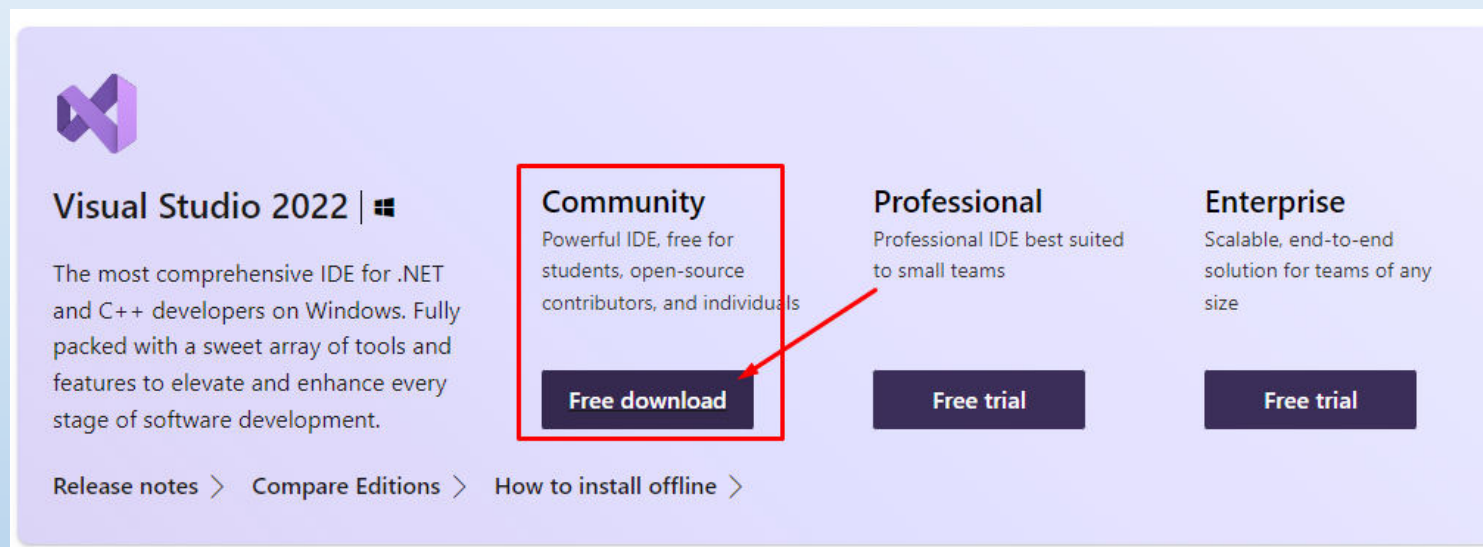 Visual Studio 2022
The most comprehensive IDE for .NET
and C++ developers on Windows. Fully
packed with a sweet array of tools and
features to elevate and enhance every
stage of software development.
Community
Powerful IDE, free for
students, open-source
contributors, and individuals
Free download
Professional
Professional IDE best suited
to small teams
Free trial
Enterprise
Scalable, end-to-end
solution for teams of any
size
Free trial
Release notes
Compare Editions
How to install offline